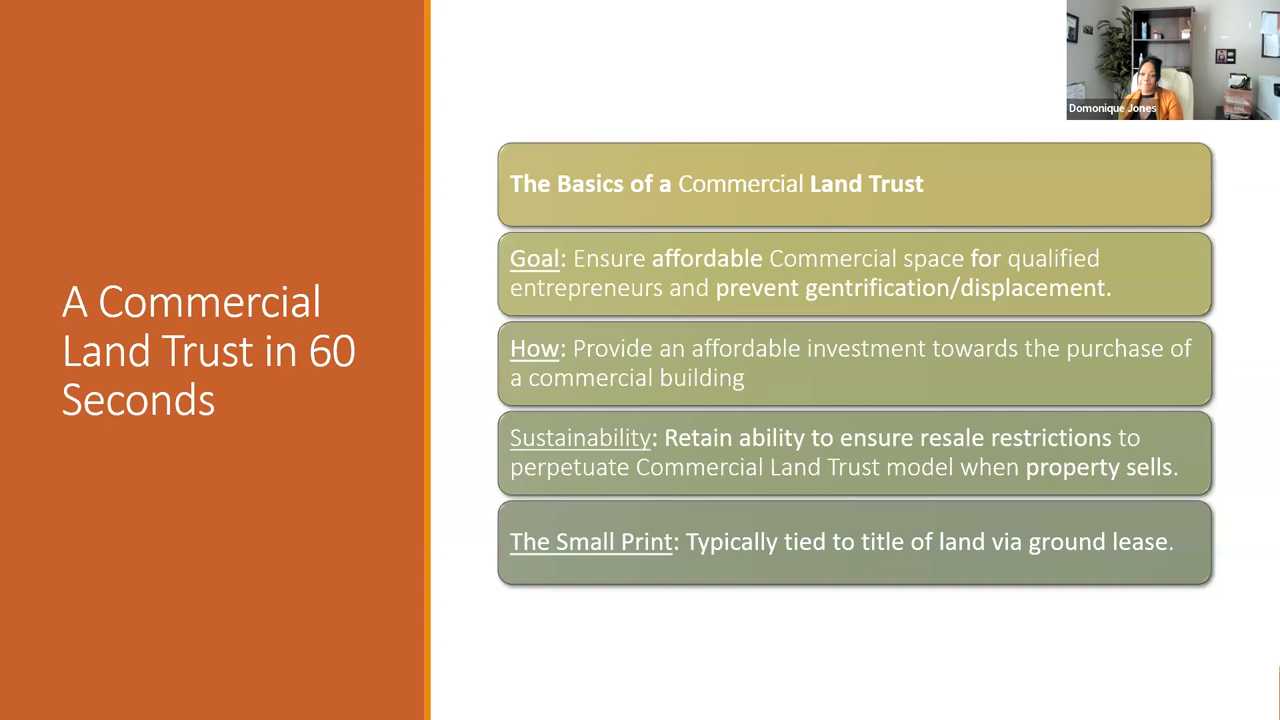 Domonique Jones
A Commercial
Land Trust in 60
Seconds
The Basics of a Commercial Land Trust
Goal: Ensure affordable Commercial space for qualified
entrepreneurs and prevent gentrification/displacement.
How: Provide an affordable investment towards the purchase of
a commercial building
Sustainability: Retain ability to ensure resale restrictions to
perpetuate Commercial Land Trust model when property sells.
The Small Print: Typically tied to title of land via ground lease.